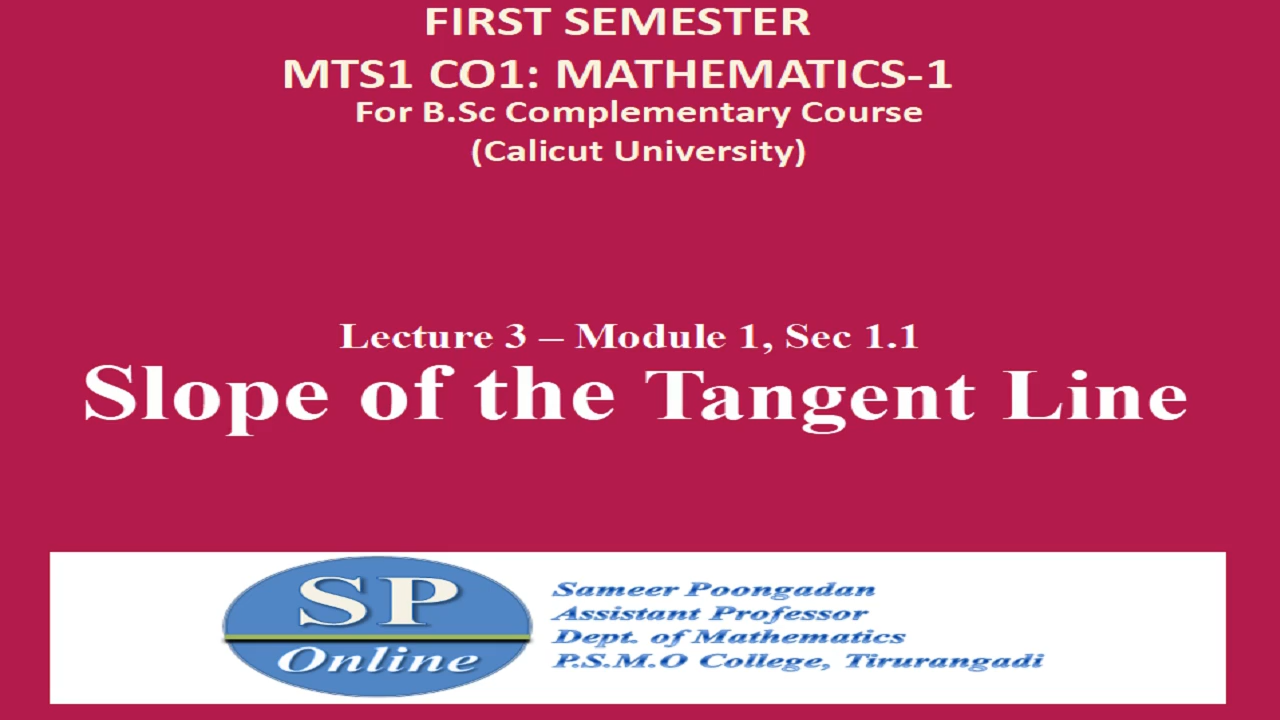 FIRST SEMESTER
MTS1 CO1: MATHEMATICS-1
For B.Sc Complementary Course
(Calicut University)
Lecture 3 – Module 1, Sec 1.1
Slope of the Tangent Line
SP
Online
Sameer Poongadan
Assistant Professor
Dept. of Mathematics
P.S.M.O College, Tirurangadi